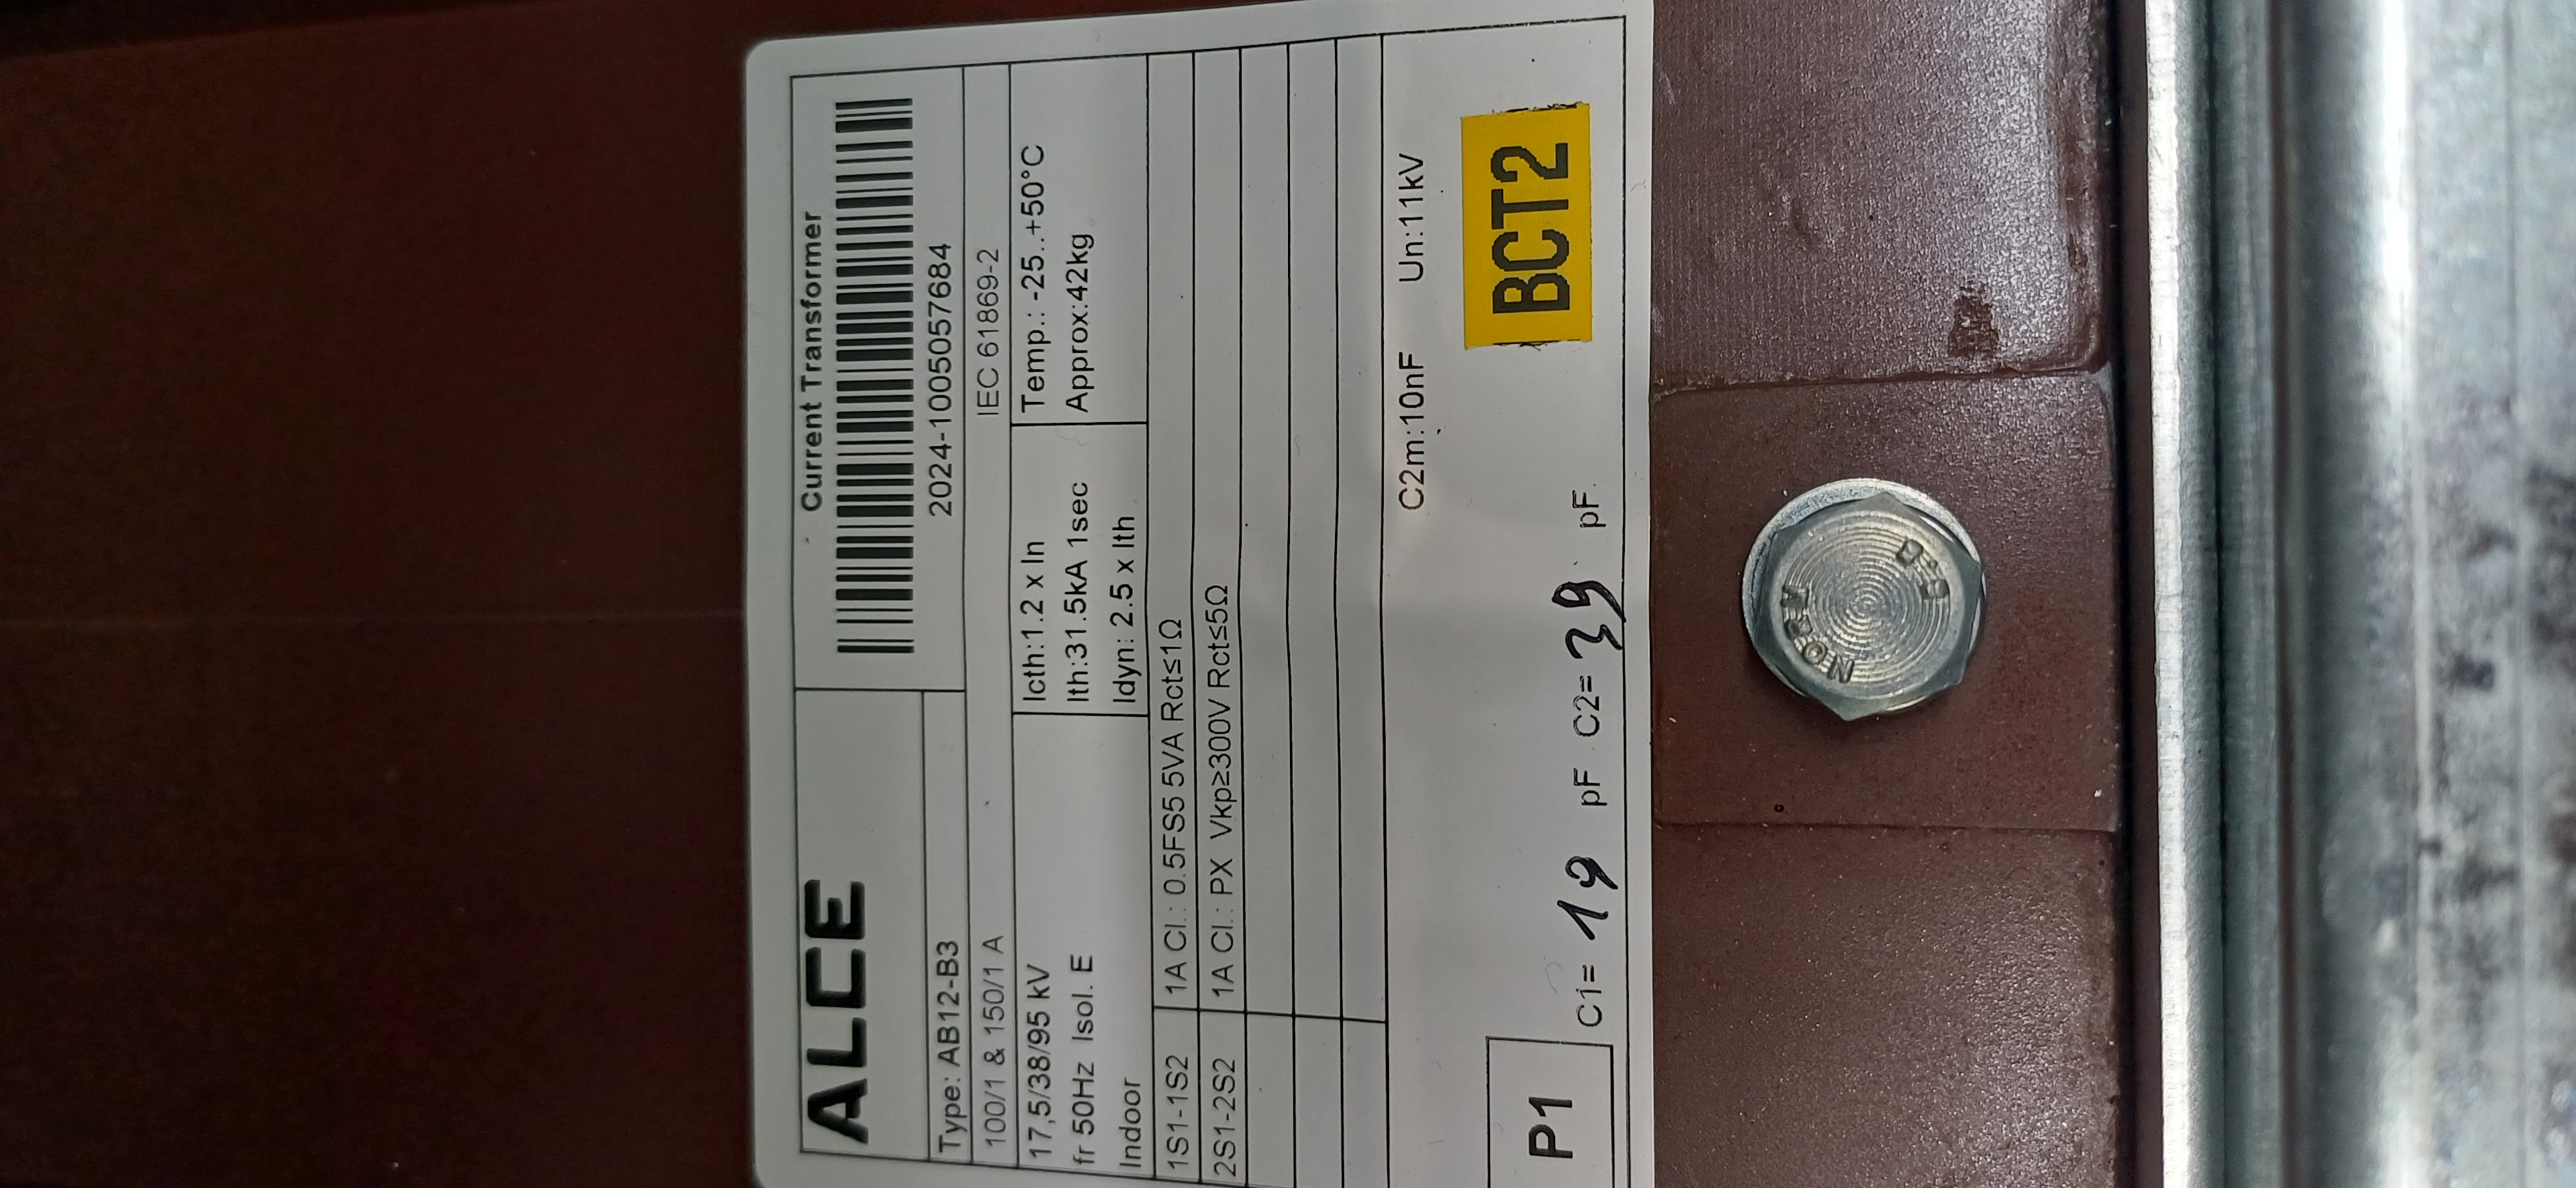 ALCE
Current Transformer
2024-1005057684
Type: AB12-B3
100/1 & 150/1 A
IEC 61869-2
17,5/38/95 kV
fr 50Hz Isol. E
Indoor
Icth:1.2 x In
Ith:31.5kA 1sec
Idyn: 2.5 x Ith
Temp.: -25..+50°C
Approx:42kg
1S1-1S2 1A Cl.: 0.5FS5 5VA Rct≤1Ω
2S1-2S2 1A Cl.: PX Vkp≥300V Rct≤5Ω
C2m:10nF Un:11kV
BCT2
P1
C1= 19 pF C2= 39 pF
NORM
8.8